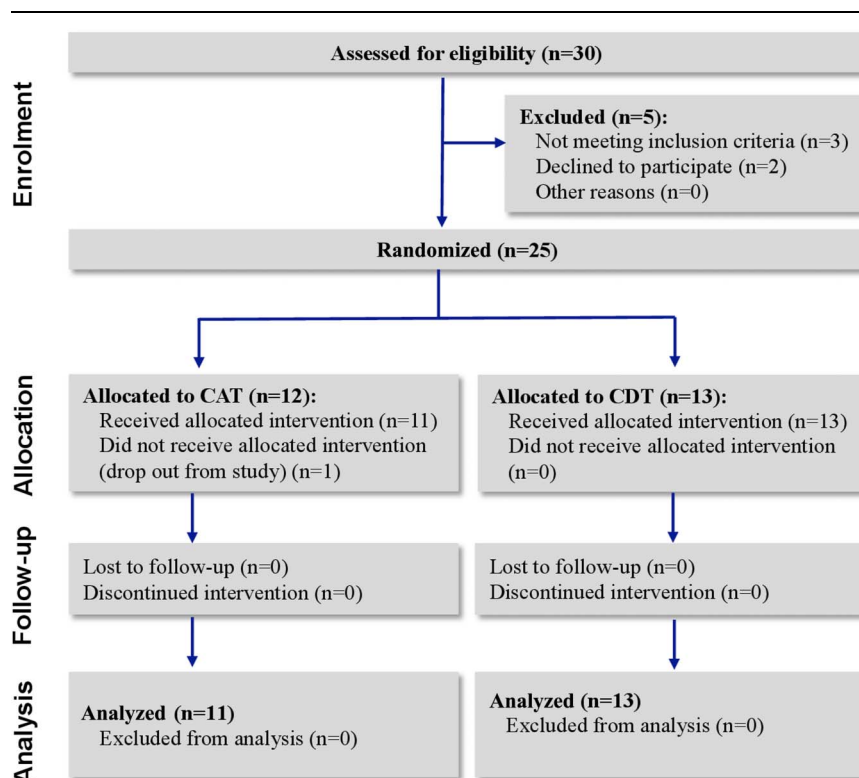 Enrolment
Assessed for eligibility (n=30)
Excluded (n=5):
Not meeting inclusion criteria (n=3)
Declined to participate (n=2)
Other reasons (n=0)
Randomized (n=25)
Allocation
Allocated to CAT (n=12):
Received allocated intervention (n=11)
Did not receive allocated intervention
(drop out from study) (n=1)
Allocated to CDT (n=13):
Received allocated intervention (n=13)
Did not receive allocated intervention
(n=0)
Follow-up
Lost to follow-up (n=0)
Discontinued intervention (n=0)
Lost to follow-up (n=0)
Discontinued intervention (n=0)
Analysis
Analyzed (n=11)
Excluded from analysis (n=0)
Analyzed (n=13)
Excluded from analysis (n=0)